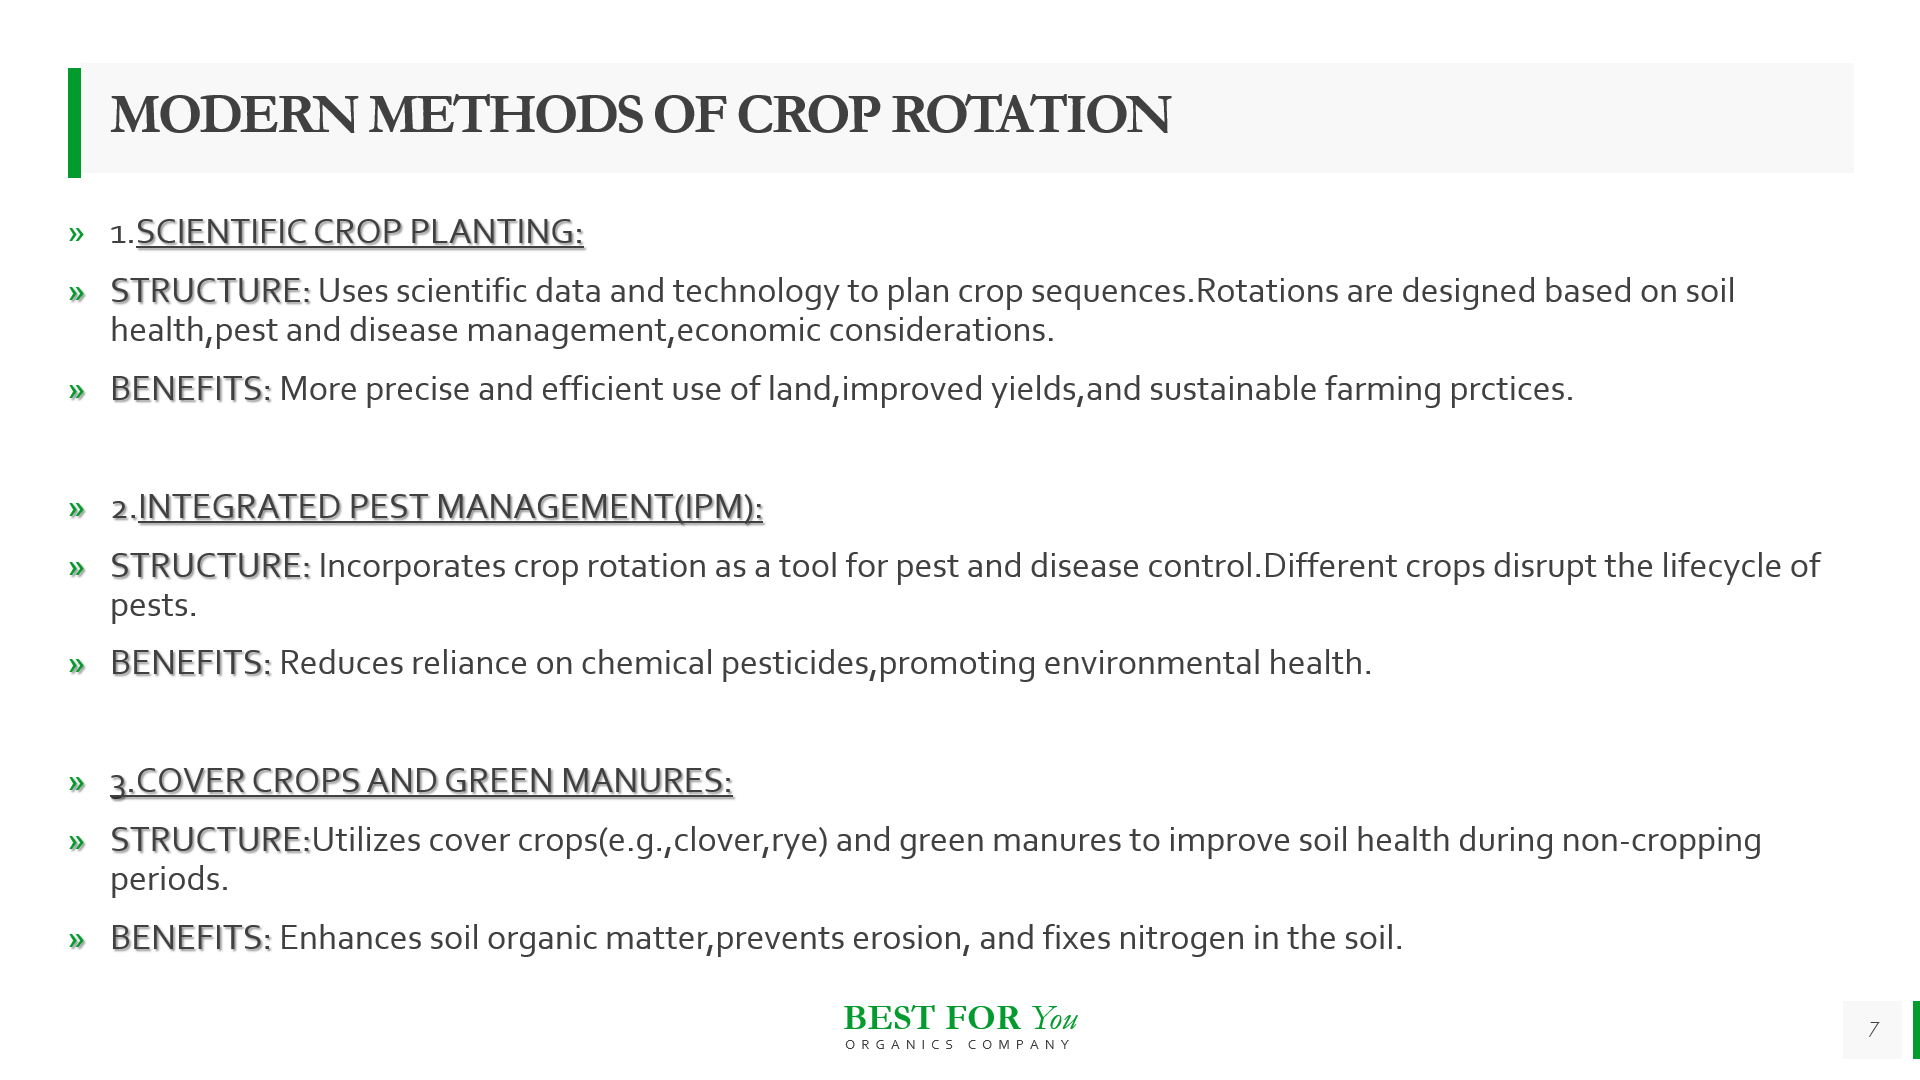 MODERN METHODS OF CROP ROTATION
» 1.SCIENTIFIC CROP PLANTING:
» STRUCTURE: Uses scientific data and technology to plan crop sequences.Rotations are designed based on soil
health,pest and disease management,economic considerations.
» BENEFITS: More precise and efficient use of land,improved yields,and sustainable farming prctices.
» 2.INTEGRATED PEST MANAGEMENT(IPM):
» STRUCTURE: Incorporates crop rotation as a tool for pest and disease control.Different crops disrupt the lifecycle of
pests.
» BENEFITS: Reduces reliance on chemical pesticides,promoting environmental health.
» 3.COVER CROPS AND GREEN MANURES:
» STRUCTURE:Utilizes cover crops(e.g.,clover,rye) and green manures to improve soil health during non-cropping
periods.
» BENEFITS: Enhances soil organic matter,prevents erosion, and fixes nitrogen in the soil.
BEST FOR You
ORGANICS COMPANY
7